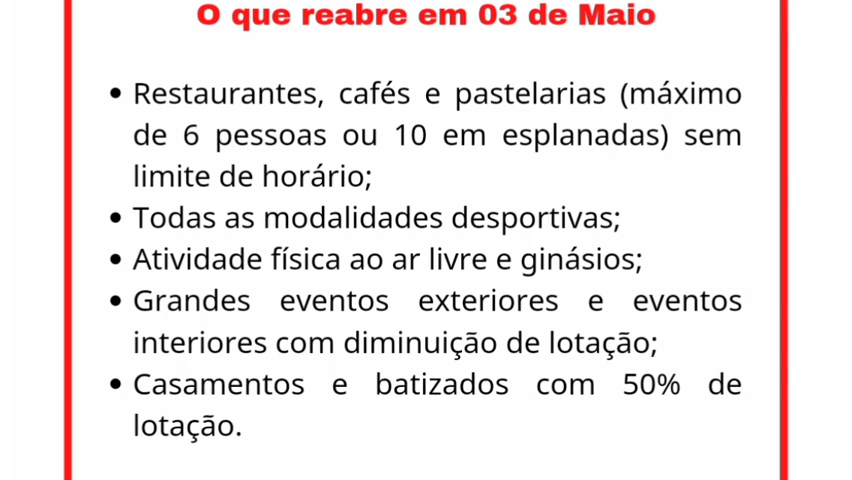 O que reabre em 03 de Maio
• Restaurantes, cafés e pastelarias (máximo
de 6 pessoas ou 10 em esplanadas) sem
limite de horário;
• Todas as modalidades desportivas;
• Atividade física ao ar livre e ginásios;
• Grandes eventos exteriores e eventos
interiores com diminuição de lotação;
• Casamentos e batizados com 50% de
lotação.